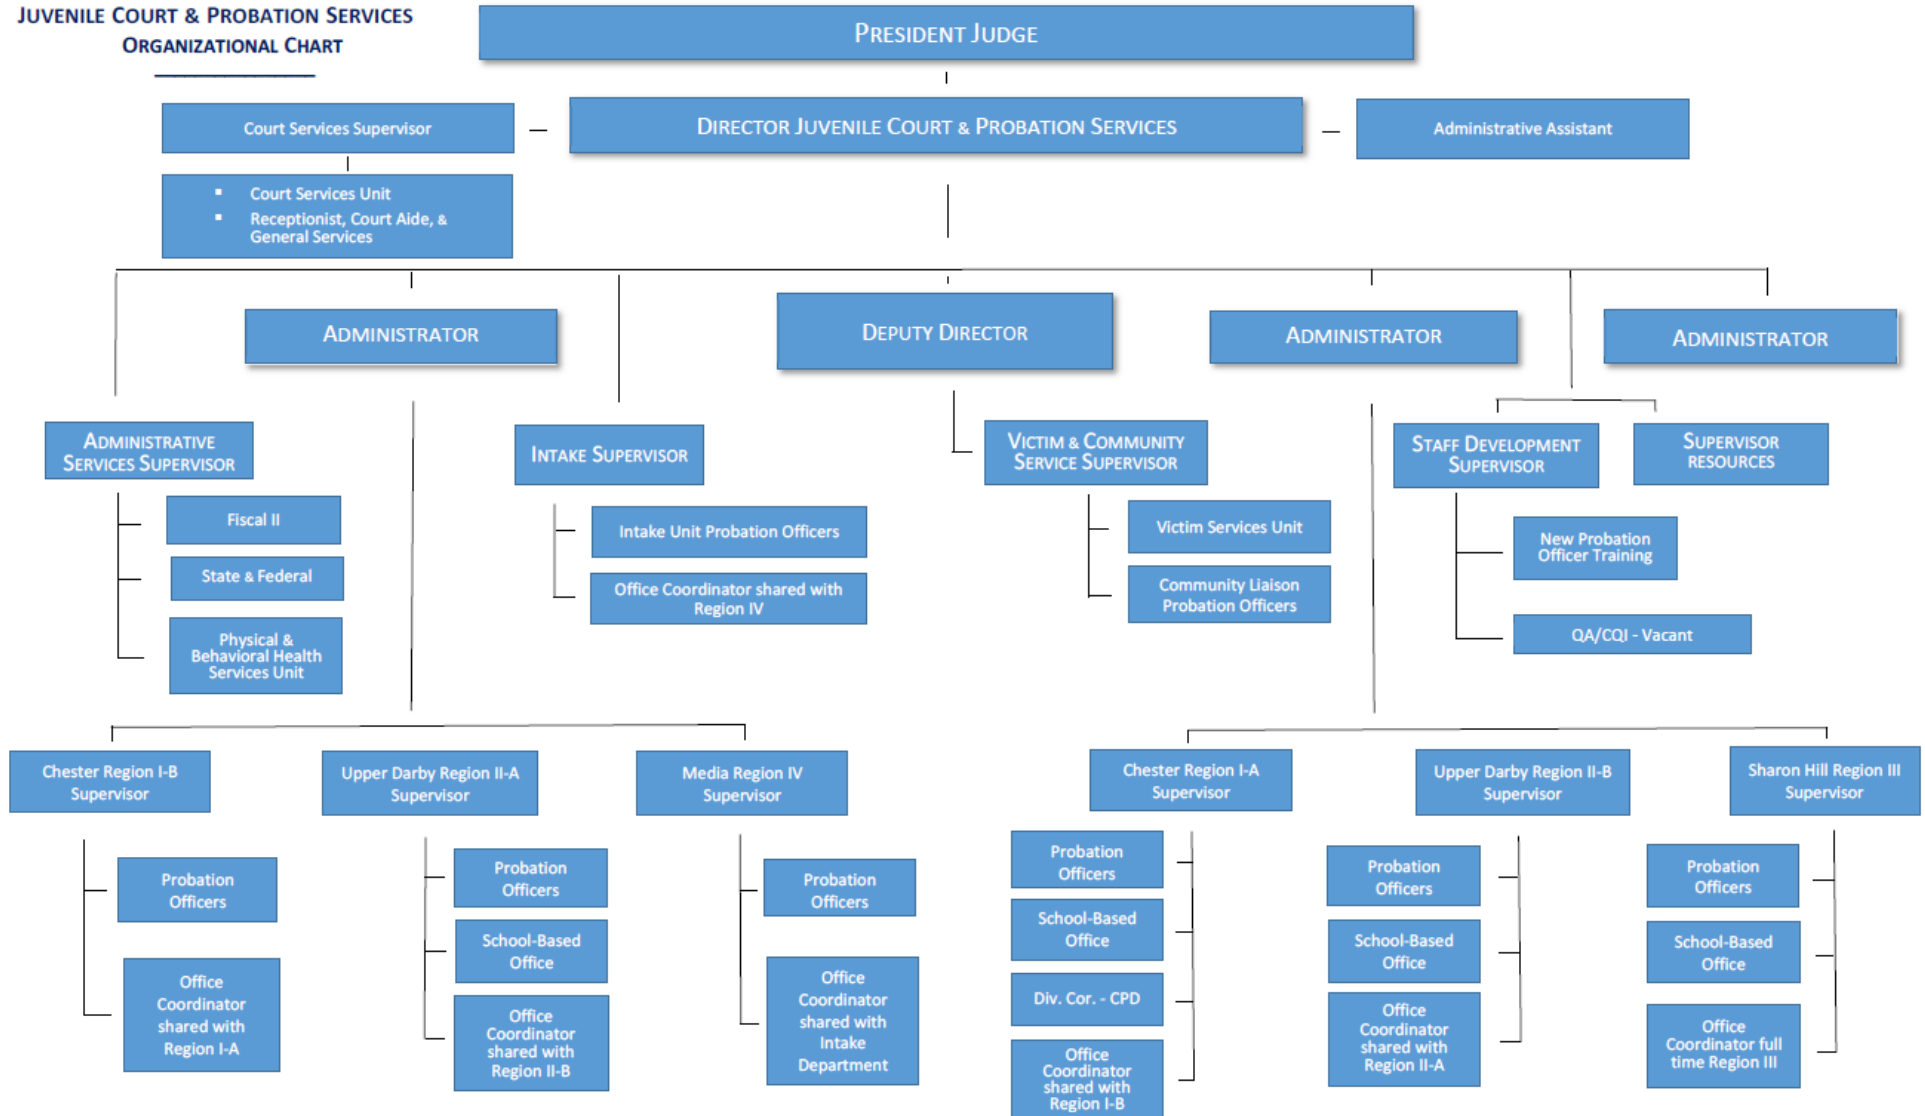 JUVENILE COURT & PROBATION SERVICES
ORGANIZATIONAL CHART
PRESIDENT JUDGE
Court Services Supervisor
DIRECTOR JUVENILE COURT & PROBATION SERVICES
Administrative Assistant
▪ Court Services Unit
▪ Receptionist, Court Aide, &
General Services
ADMINISTRATOR
DEPUTY DIRECTOR
ADMINISTRATOR
ADMINISTRATOR
ADMINISTRATIVE
SERVICES SUPERVISOR
INTAKE SUPERVISOR
VICTIM & COMMUNITY
SERVICE SUPERVISOR
STAFF DEVELOPMENT
SUPERVISOR
SUPERVISOR
RESOURCES
Fiscal II
State & Federal
Physical &
Behavioral Health
Services Unit
Intake Unit Probation Officers
Office Coordinator shared with
Region IV
Victim Services Unit
Community Liaison
Probation Officers
New Probation
Officer Training
QA/CQI - Vacant
Chester Region I-B
Supervisor
Upper Darby Region II-A
Supervisor
Media Region IV
Supervisor
Chester Region I-A
Supervisor
Upper Darby Region II-B
Supervisor
Sharon Hill Region III
Supervisor
Probation
Officers
Office
Coordinator
shared with
Region I-A
Probation
Officers
School-Based
Office
Office
Coordinator
shared with
Region II-B
Probation
Officers
Office
Coordinator
shared with
Intake
Department
Probation
Officers
School-Based
Office
Div. Cor. - CPD
Office
Coordinator
shared with
Region I-B
Probation
Officers
School-Based
Office
Office
Coordinator
shared with
Region II-A
Probation
Officers
School-Based
Office
Office
Coordinator full
time Region III